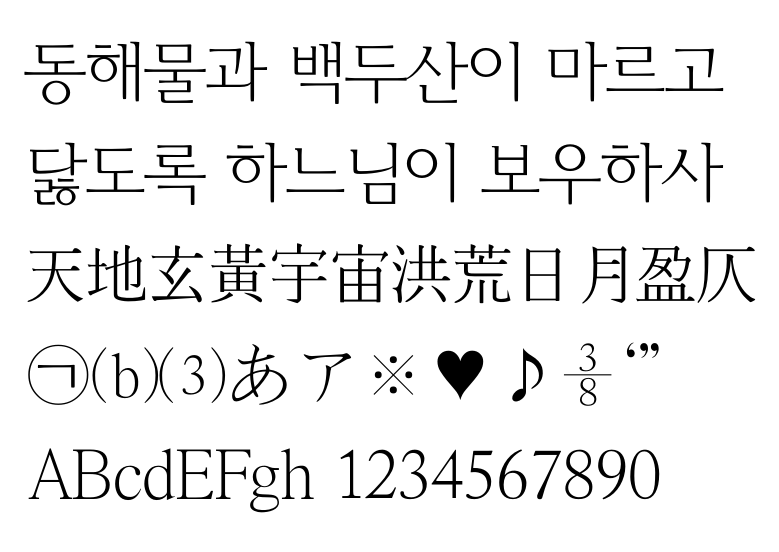 동해물과 백두산이 마르고
닳도록 하느님이 보우하사
天地玄黃宇宙洪荒日月盈仄
㉠⒝⑶あア※♥♪⅜‘”
ABcdEFgh 1234567890